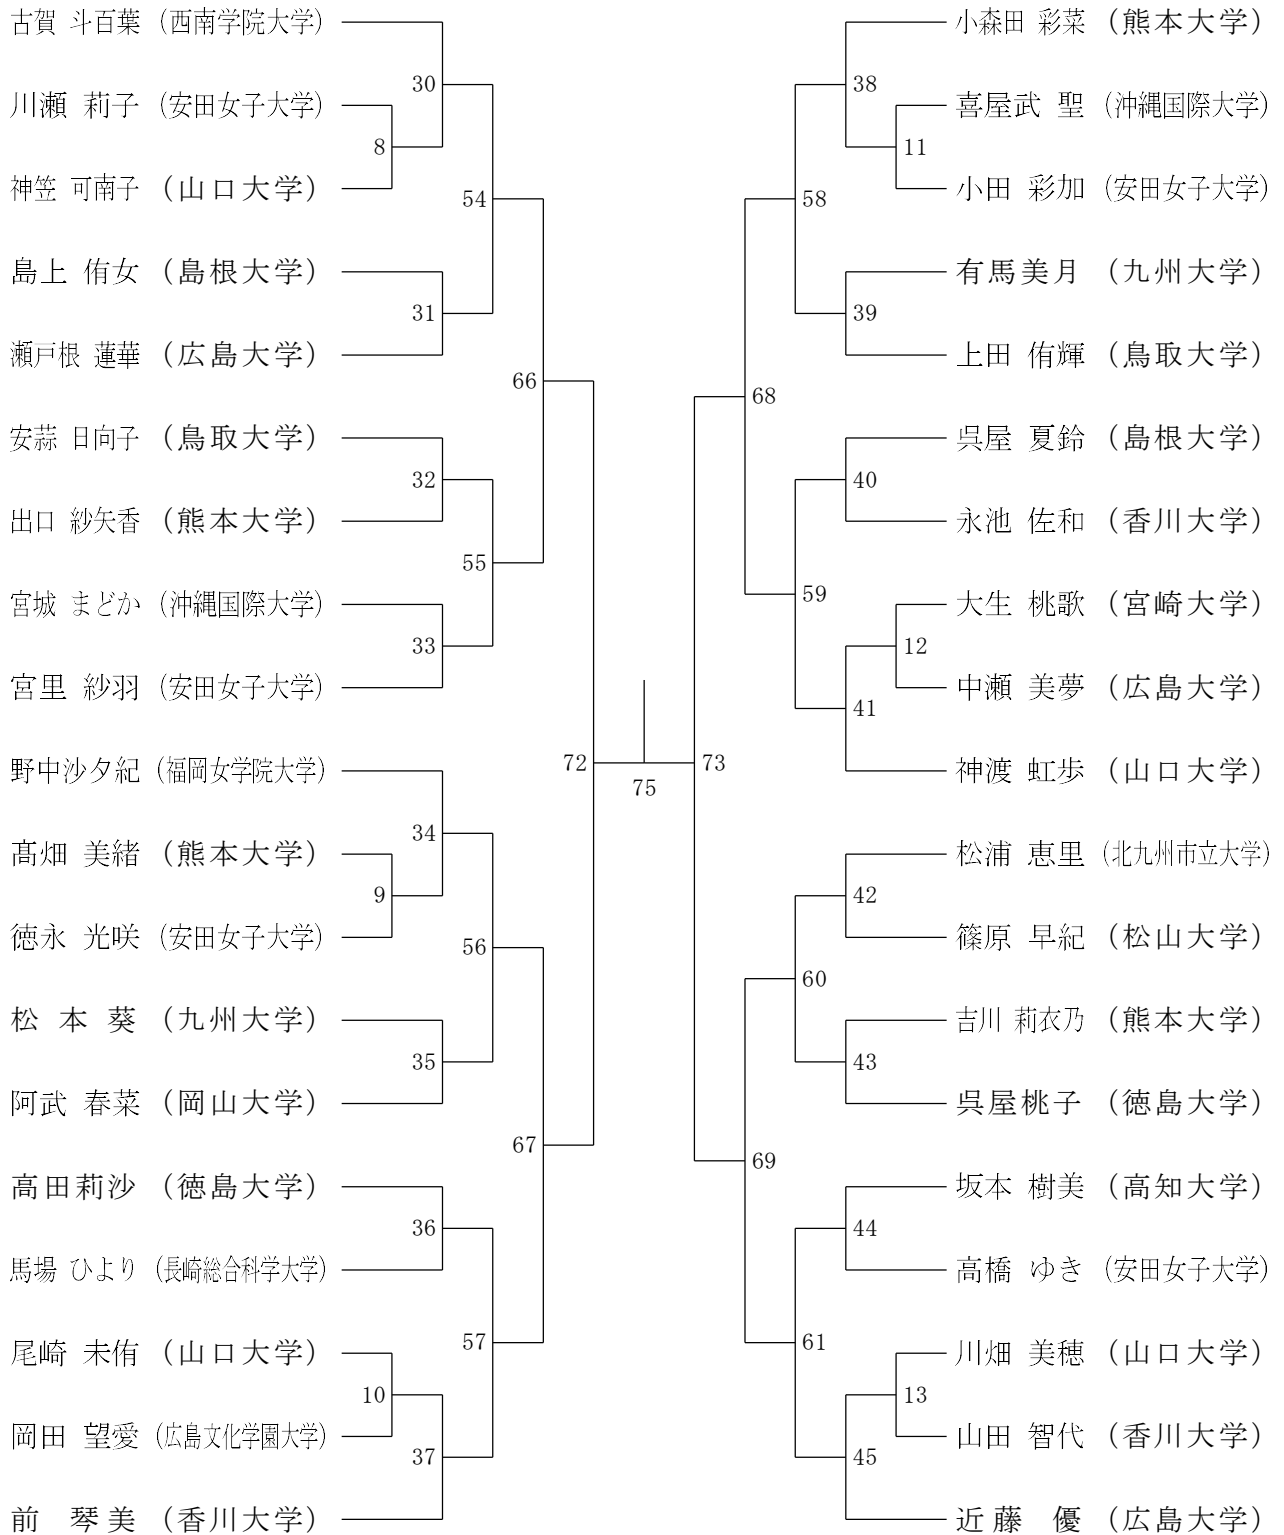 古賀 斗百葉 (西南学院大学)
30
川瀬 莉子 (安田女子大学)
8
神笠 可南子 (山口大学)
54
島上 侑女 (島根大学)
31
瀬戸根 蓮華 (広島大学)
66
安蒜 日向子 (鳥取大学)
32
出口 紗矢香 (熊本大学)
55
宮城 まどか (沖縄国際大学)
33
宮里 紗羽 (安田女子大学)
72
野中沙夕紀 (福岡女学院大学)
34
髙畑 美緒 (熊本大学)
9
徳永 光咲 (安田女子大学)
56
松 本 葵 (九州大学)
35
阿武 春菜 (岡山大学)
67
高田莉沙 (徳島大学)
36
馬場 ひより (長崎総合科学大学)
57
尾崎 未侑 (山口大学)
10
岡田 望愛 (広島文化学園大学)
37
前 琴美 (香川大学)
75
小森田 彩菜 (熊本大学)
38
喜屋武 聖 (沖縄国際大学)
11
小田 彩加 (安田女子大学)
58
有馬美月 (九州大学)
39
上田 侑輝 (鳥取大学)
68
呉屋 夏鈴 (島根大学)
40
永池 佐和 (香川大学)
59
大生 桃歌 (宮崎大学)
12
中瀬 美夢 (広島大学)
41
73
神渡 虹歩 (山口大学)
松浦 恵里 (北九州市立大学)
42
篠原 早紀 (松山大学)
60
吉川 莉衣乃 (熊本大学)
43
呉屋桃子 (徳島大学)
69
坂本 樹美 (高知大学)
44
高橋 ゆき (安田女子大学)
61
川畑 美穂 (山口大学)
13
山田 智代 (香川大学)
45
近藤 優 (広島大学)